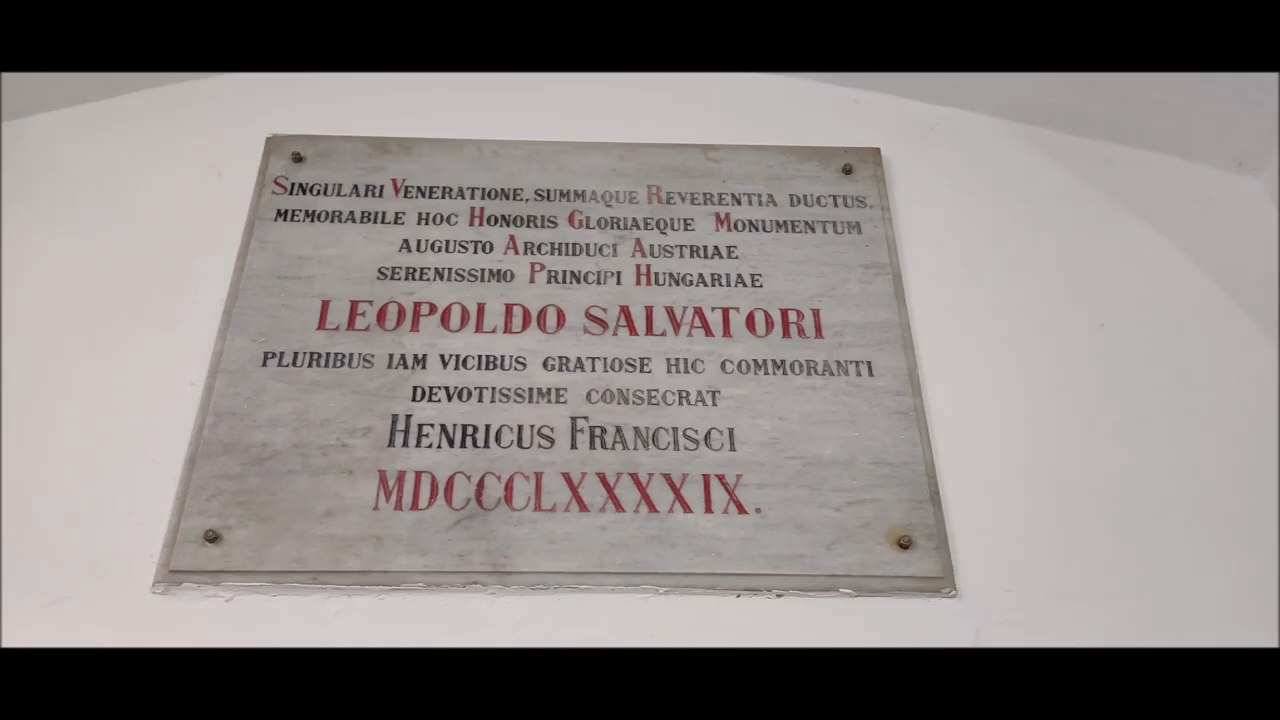 Singulari Veneratione, summaque Reverentia ductus,
memorabile hoc Honoris Gloriaeque Monumentum
augusto Archiduci Austriae
serenissimo Principi Hungariae
LEOPOLDO SALVATORI
pluribus iam vicibus gratiose hic commoranti
devotissime consecrat
Henricus Francisci
MDCCCLXXXXIX.